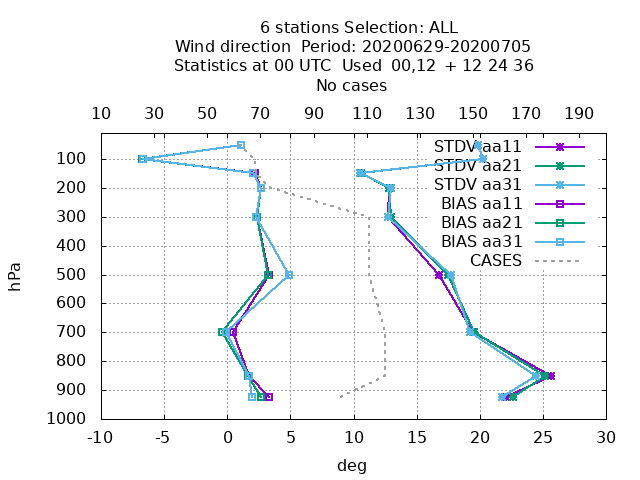 6 stations Selection: ALL
Wind direction  Period: 20200629-20200705
Statistics at 00 UTC  Used  00,12  + 12 24 36
No cases
10 30 50 70 90 110 130 150 170 190
STDV aa11
STDV aa21
STDV aa31
BIAS aa11
BIAS aa21
BIAS aa31
CASES
100
200
300
400
500
600
700
800
900
1000
hPa
-10 -5 0 5 10 15 20 25 30
deg